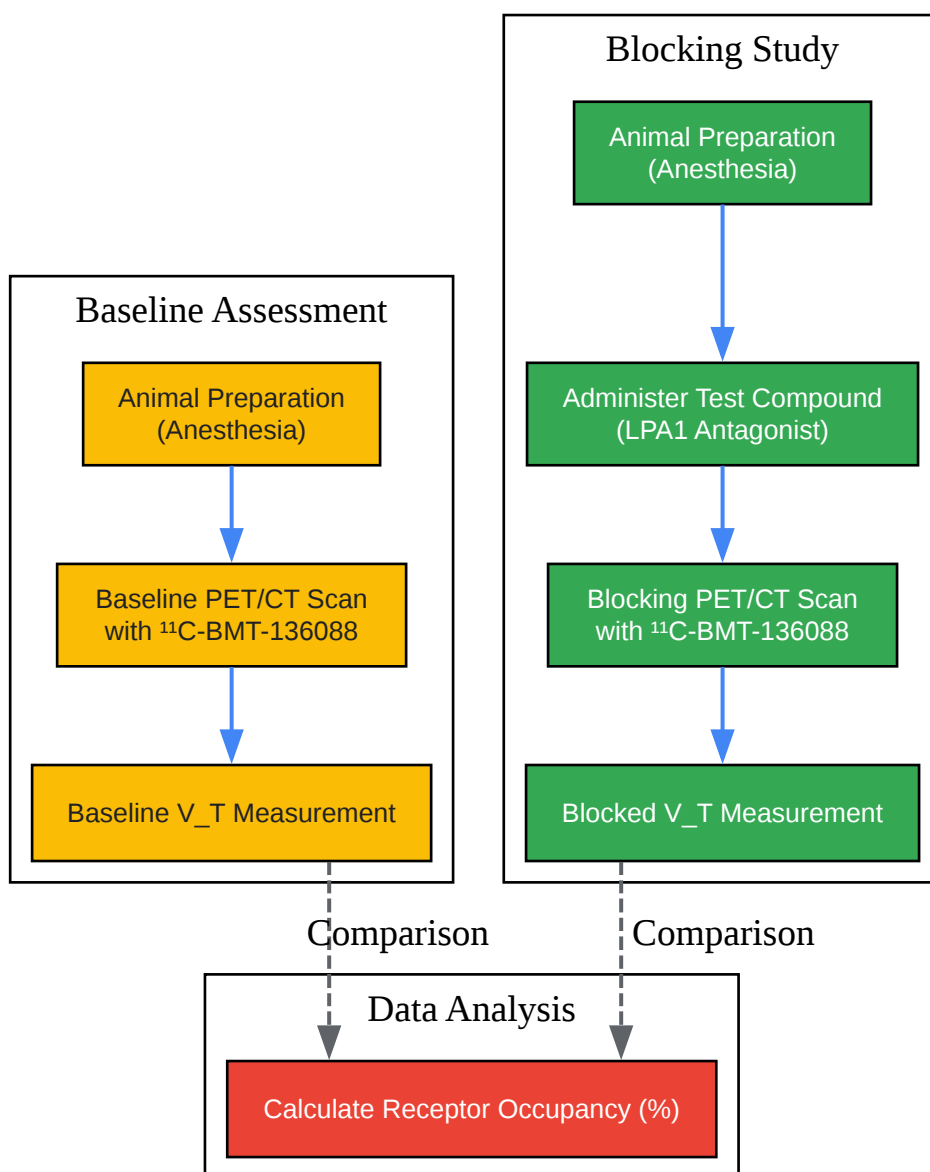 Blocking Study
Animal Preparation
(Anesthesia)
Administer Test Compound
(LPA1 Antagonist)
Blocking PET/CT Scan
with ¹¹C-BMT-136088
Blocked V_T Measurement
Baseline Assessment
Animal Preparation
(Anesthesia)
Baseline PET/CT Scan
with ¹¹C-BMT-136088
Baseline V_T Measurement
Comparison
Comparison
Data Analysis
Calculate Receptor Occupancy (%)